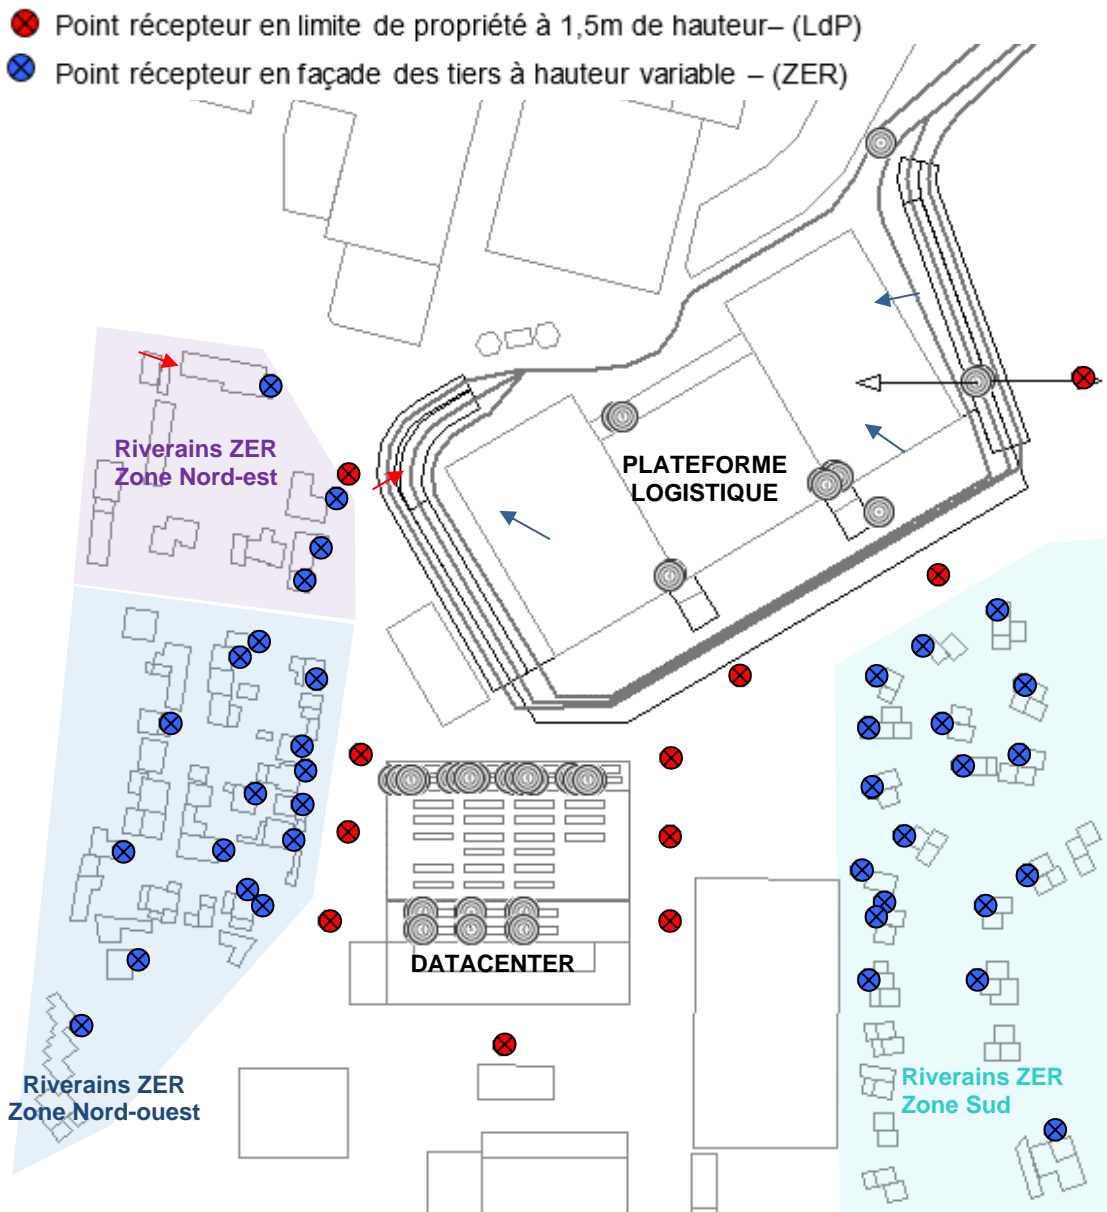 Point récepteur en limite de propriété à 1,5m de hauteur– (LdP)
Point récepteur en façade des tiers à hauteur variable – (ZER)
Riverains ZER
Zone Nord-est
PLATEFORME
LOGISTIQUE
DATACENTER
Riverains ZER
Zone Nord-ouest
Riverains ZER
Zone Sud